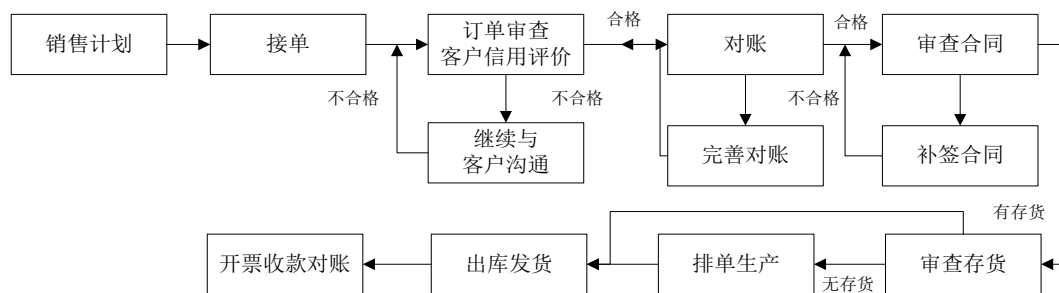 销售计划
接单
订单审查
客户信用评价
合格
对账
合格
审查合同
不合格
不合格
不合格
继续与
客户沟通
完善对账
补签合同
有存货
开票收款对账
出库发货
排单生产
无存货
审查存货